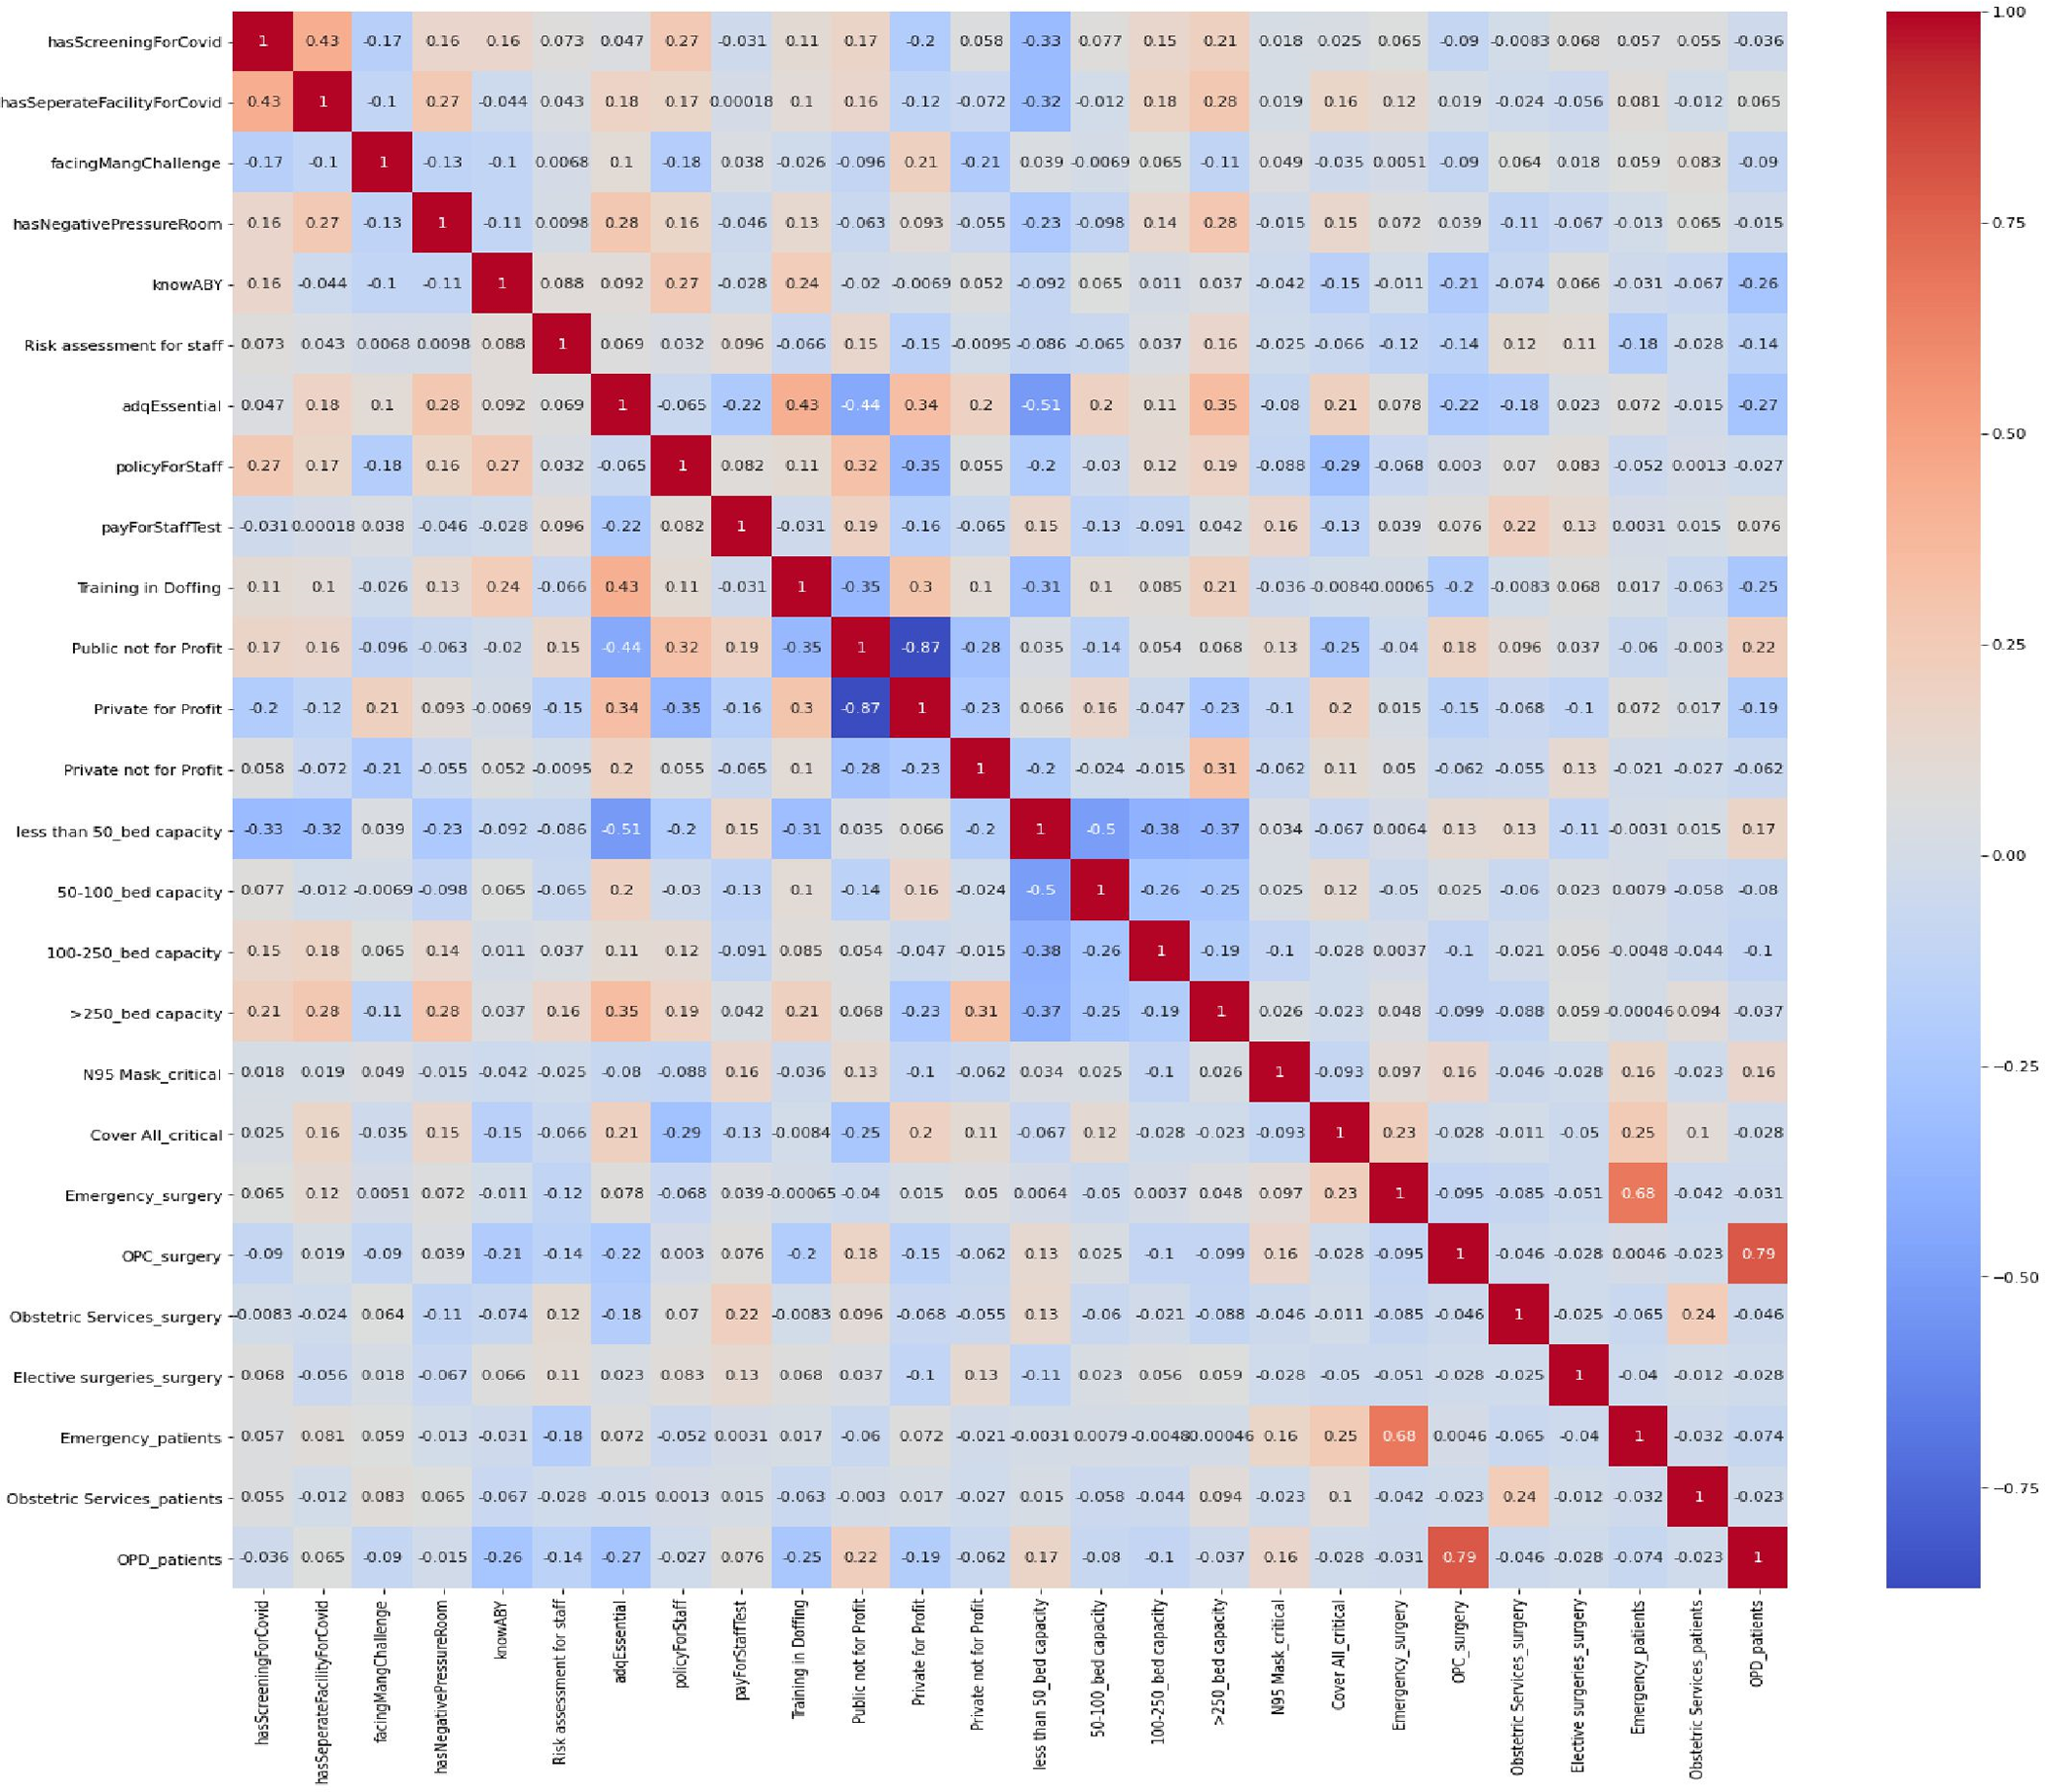 hasScreeningForCovid 1 0.43 -0.17 0.16 0.16 0.073 0.047 0.27 -0.031 0.11 0.17 -0.2 0.058 -0.33 0.077 0.15 0.21 0.018 0.025 0.065 -0.09 -0.0083 0.068 0.057 0.055 -0.036
hasSeperateFacilityForCovid 0.43 1 -0.1 0.27 -0.044 0.043 0.18 0.17 0.00018 0.1 0.16 -0.12 -0.072 -0.32 -0.012 0.18 0.28 0.019 0.16 0.12 0.019 -0.024 -0.056 0.081 -0.012 0.065
facingMangChallenge -0.17 -0.1 1 -0.13 -0.1 0.0068 0.1 -0.18 0.038 -0.026 -0.096 0.21 -0.21 0.039 -0.0069 0.065 -0.11 0.049 -0.035 0.0051 -0.09 0.064 0.018 0.059 0.083 -0.09
hasNegativePressureRoom 0.16 0.27 -0.13 1 -0.11 0.0098 0.28 0.16 -0.046 0.13 -0.063 0.093 -0.055 -0.23 -0.098 0.14 0.28 -0.015 0.15 0.072 0.039 -0.11 -0.067 -0.013 0.065 -0.015
knowABY 0.16 -0.044 -0.1 -0.11 1 0.088 0.092 0.27 -0.028 0.24 -0.02 -0.0069 0.052 -0.092 0.065 0.011 0.037 -0.042 -0.15 -0.011 -0.21 -0.074 0.066 -0.031 -0.067 -0.26
Risk assessment for staff 0.073 0.043 0.0068 0.0098 0.088 1 0.069 0.032 0.096 -0.066 0.15 -0.15 -0.0095 -0.086 -0.065 0.037 0.16 -0.025 -0.066 -0.12 -0.14 0.12 0.11 -0.18 -0.028 -0.14
adqEssential 0.047 0.18 0.1 0.28 0.092 0.069 1 -0.065 -0.22 0.43 -0.44 0.34 0.2 -0.51 0.2 0.11 0.35 -0.08 0.21 0.078 -0.22 -0.18 0.023 0.072 -0.015 -0.27
policyForStaff 0.27 0.17 -0.18 0.16 0.27 0.032 -0.065 1 0.082 0.11 0.32 -0.35 0.055 -0.2 -0.03 0.12 0.19 -0.088 -0.29 -0.068 0.003 0.07 0.083 -0.052 0.0013 -0.027
payForStaffTest -0.031 0.00018 0.038 -0.046 -0.028 0.096 -0.22 0.082 1 -0.031 0.19 -0.16 -0.065 0.15 -0.13 -0.091 0.042 0.16 -0.13 0.039 0.076 0.22 0.13 0.0031 0.015 0.076
Training in Doffing 0.11 0.1 -0.026 0.13 0.24 -0.066 0.43 0.11 -0.031 1 -0.35 0.3 0.1 -0.31 0.1 0.085 0.21 -0.036 -0.0084 -0.00065 -0.2 -0.0083 0.068 0.017 -0.063 -0.25
Public not for Profit 0.17 0.16 -0.096 -0.063 -0.02 0.15 -0.44 0.32 0.19 -0.35 1 -0.87 -0.28 0.035 -0.14 0.054 0.068 0.13 -0.25 -0.04 0.18 0.096 0.037 -0.06 -0.003 0.22
Private for Profit -0.2 -0.12 0.21 0.093 -0.0069 -0.15 0.34 -0.35 -0.16 0.3 -0.87 1 -0.23 0.066 0.16 -0.047 -0.23 -0.1 0.2 0.015 -0.15 -0.068 -0.1 0.072 0.017 -0.19
Private not for Profit 0.058 -0.072 -0.21 -0.055 0.052 -0.0095 0.2 0.055 -0.065 0.1 -0.28 -0.23 1 -0.2 -0.024 -0.015 0.31 -0.062 0.11 0.05 -0.062 -0.055 0.13 -0.021 -0.027 -0.062
less than 50_bed capacity -0.33 -0.32 0.039 -0.23 -0.092 -0.086 -0.51 -0.2 0.15 -0.31 0.035 0.066 -0.2 1 -0.5 -0.38 -0.37 0.034 -0.067 0.0064 0.13 0.13 -0.11 -0.0031 0.015 0.17
50-100_bed capacity 0.077 -0.012 -0.0069 -0.098 0.065 -0.065 0.2 -0.03 -0.13 0.1 -0.14 0.16 -0.024 -0.5 1 -0.26 -0.25 0.025 0.12 -0.05 0.025 -0.06 0.023 0.0079 -0.058 -0.08
100-250_bed capacity 0.15 0.18 0.065 0.14 0.011 0.037 0.11 0.12 -0.091 0.085 0.054 -0.047 -0.015 -0.38 -0.26 1 -0.19 -0.1 -0.028 0.0037 -0.1 -0.021 0.056 -0.0048 -0.044 -0.1
>250_bed capacity 0.21 0.28 -0.11 0.28 0.037 0.16 0.35 0.19 0.042 0.21 0.068 -0.23 0.31 -0.37 -0.25 -0.19 1 0.026 -0.023 0.048 -0.099 -0.088 0.059 -0.00046 0.094 -0.037
N95 Mask_critical 0.018 0.019 0.049 -0.015 -0.042 -0.025 -0.08 -0.088 0.16 -0.036 0.13 -0.1 -0.062 0.034 0.025 -0.1 0.026 1 -0.093 0.097 0.16 -0.046 -0.028 0.16 -0.023 0.16
Cover All_critical 0.025 0.16 -0.035 0.15 -0.15 -0.066 0.21 -0.29 -0.13 -0.0084 -0.25 0.2 0.11 -0.067 0.12 -0.028 -0.023 -0.093 1 0.23 -0.028 -0.011 -0.05 0.25 0.1 -0.028
Emergency_surgery 0.065 0.12 0.0051 0.072 -0.011 -0.12 0.078 -0.068 0.039 -0.00065 -0.04 0.015 0.05 0.0064 -0.05 0.0037 0.048 0.097 0.23 1 -0.095 -0.085 -0.051 0.68 -0.042 -0.031
OPC_surgery -0.09 0.019 -0.09 0.039 -0.21 -0.14 -0.22 0.003 0.076 -0.2 0.18 -0.15 -0.062 0.13 0.025 -0.1 -0.099 0.16 -0.028 -0.095 1 -0.046 -0.028 0.0046 -0.023 0.79
Obstetric Services_surgery -0.0083 -0.024 0.064 -0.11 -0.074 0.12 -0.18 0.07 0.22 -0.0083 0.096 -0.068 -0.055 0.13 -0.06 -0.021 -0.088 -0.046 -0.011 -0.085 -0.046 1 -0.025 -0.065 0.24 -0.046
Elective surgeries_surgery 0.068 -0.056 0.018 -0.067 0.066 0.11 0.023 0.083 0.13 0.068 0.037 -0.1 0.13 -0.11 0.023 0.056 0.059 -0.028 -0.05 -0.051 -0.028 -0.025 1 -0.04 -0.012 -0.028
Emergency_patients 0.057 0.081 0.059 -0.013 -0.031 -0.18 0.072 -0.052 0.0031 0.017 -0.06 0.072 -0.021 -0.0031 0.0079 -0.0048 -0.00046 0.16 0.25 0.68 0.0046 -0.065 -0.04 1 -0.032 -0.074
Obstetric Services_patients 0.055 -0.012 0.083 0.065 -0.067 -0.028 -0.015 0.0013 0.015 -0.063 -0.003 0.017 -0.027 0.015 -0.058 -0.044 0.094 -0.023 0.1 -0.042 -0.023 0.24 -0.012 -0.032 1 -0.023
OPD_patients -0.036 0.065 -0.09 -0.015 -0.26 -0.14 -0.27 -0.027 0.076 -0.25 0.22 -0.19 -0.062 0.17 -0.08 -0.1 -0.037 0.16 -0.028 -0.031 0.79 -0.046 -0.028 -0.074 -0.023 1
hasScreeningForCovid
hasSeperateFacilityForCovid
facingMangChallenge
hasNegativePressureRoom
knowABY
Risk assessment for staff
adqEssential
policyForStaff
payForStaffTest
Training in Doffing
Public not for Profit
Private for Profit
Private not for Profit
less than 50_bed capacity
50-100_bed capacity
100-250_bed capacity
>250_bed capacity
N95 Mask_critical
Cover All_critical
Emergency_surgery
OPC_surgery
Obstetric Services_surgery
Elective surgeries_surgery
Emergency_patients
Obstetric Services_patients
OPD_patients
1.00
0.75
0.50
0.25
0.00
−0.25
−0.50
−0.75